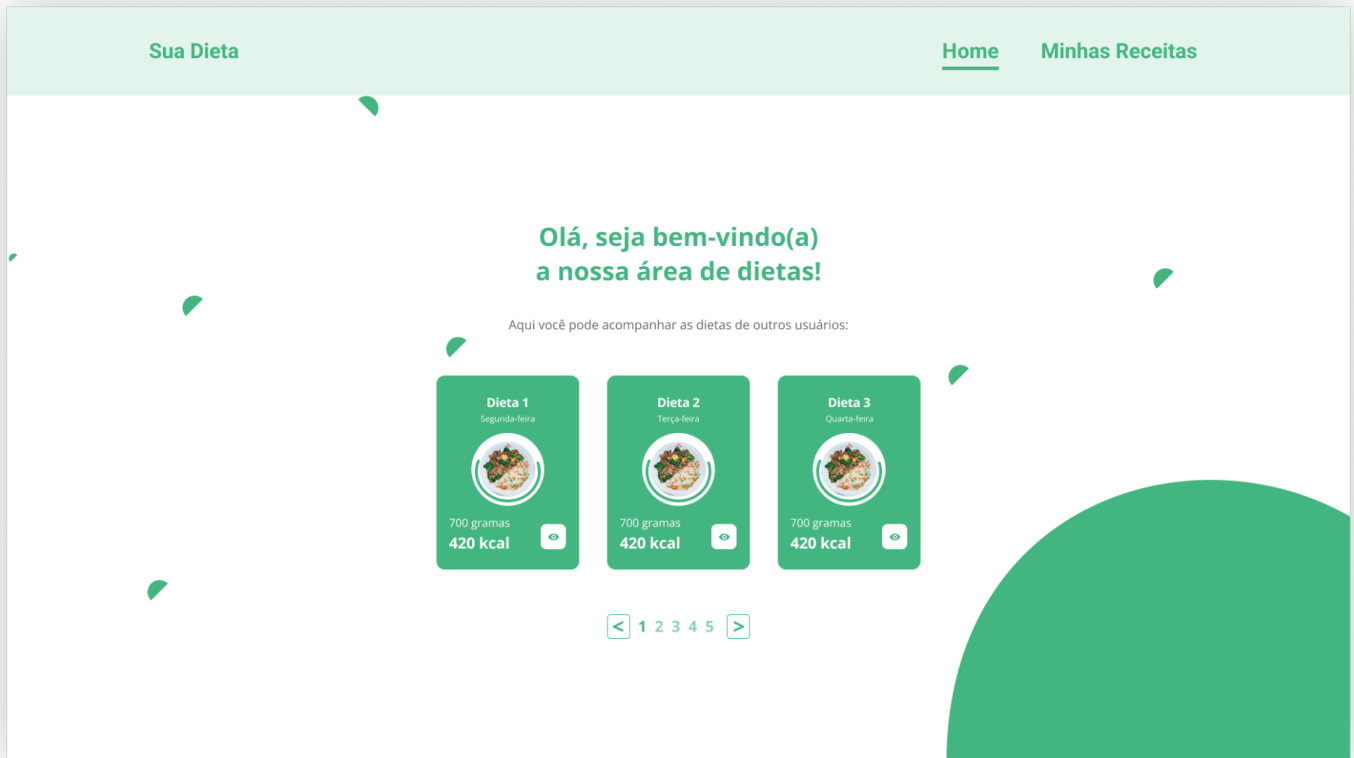 Sua Dieta
Home
Minhas Receitas
Olá, seja bem-vindo(a)
a nossa área de dietas!
Aqui você pode acompanhar as dietas de outros usuários:
Dieta 1
Segunda-feira
700 gramas
420 kcal
Dieta 2
Terça-feira
700 gramas
420 kcal
Dieta 3
Quarta-feira
700 gramas
420 kcal
< 1 2 3 4 5 >